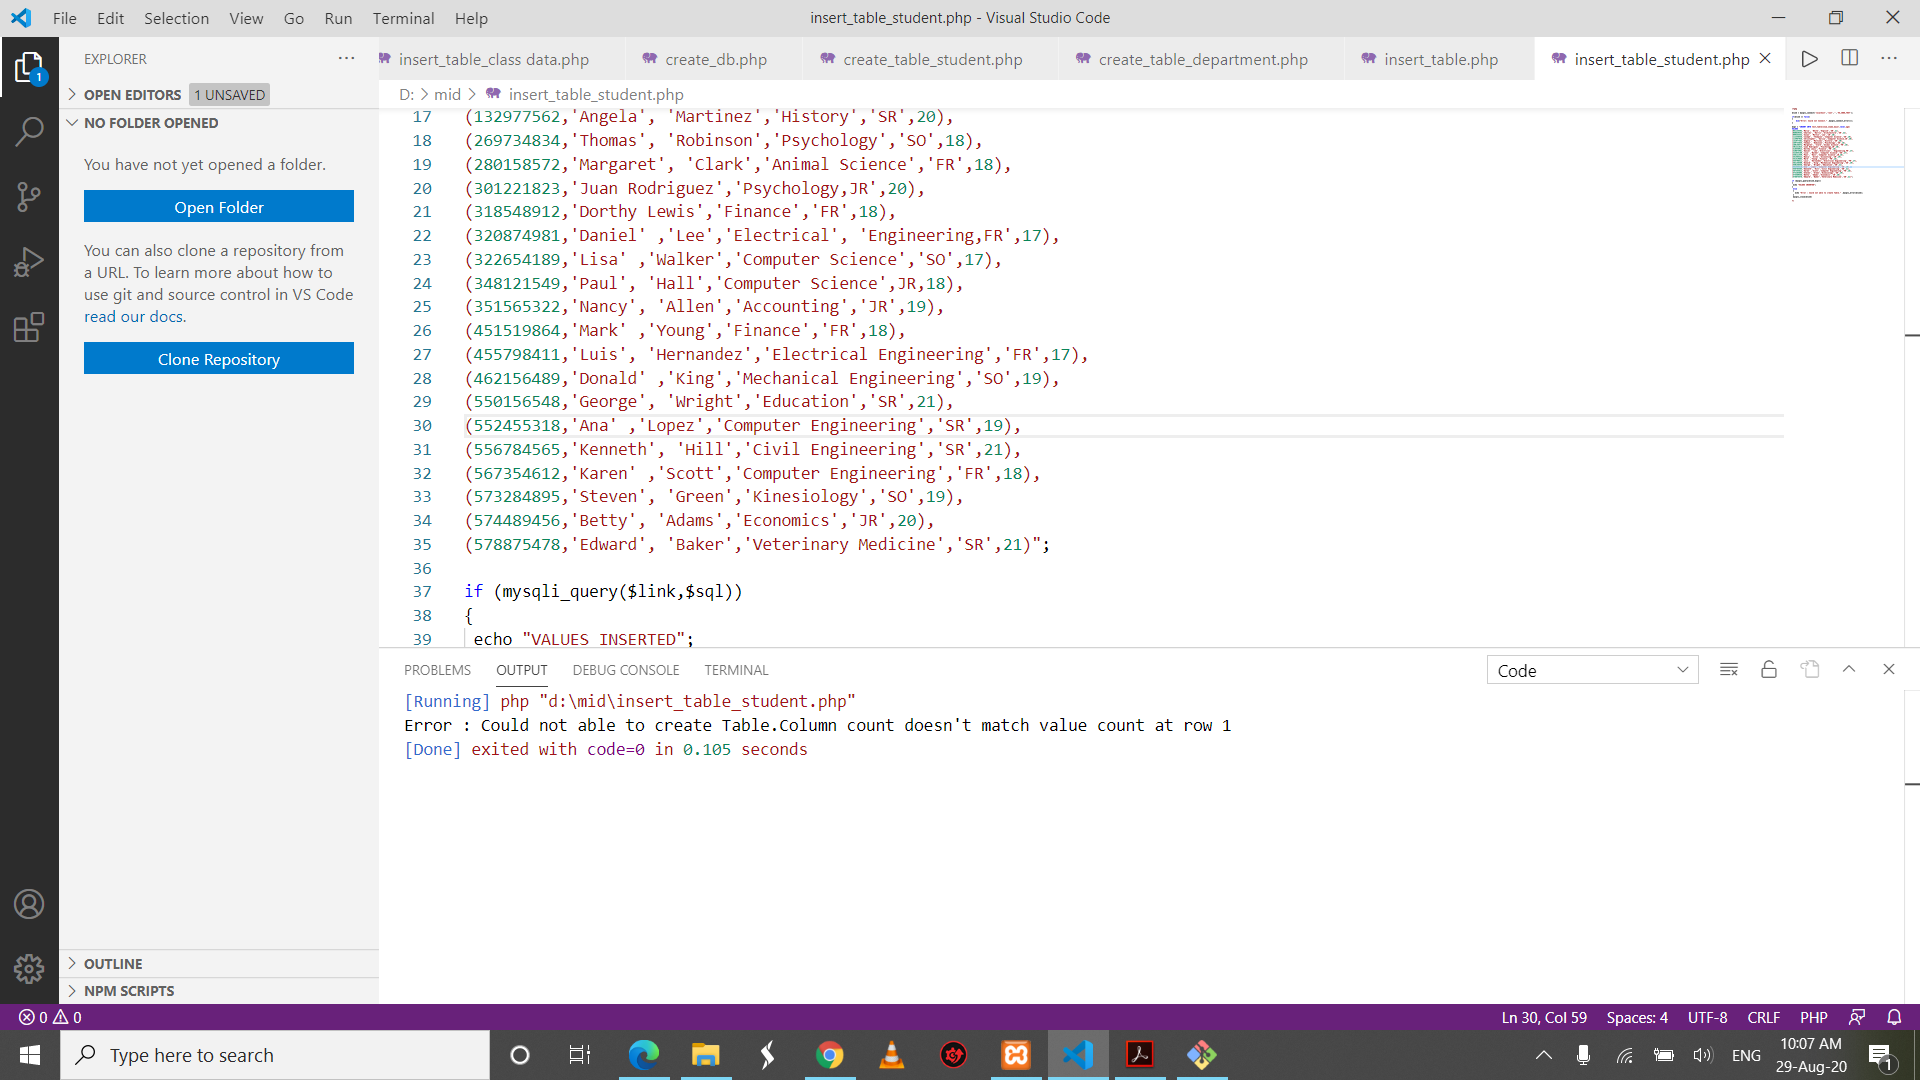 File Edit Selection View Go Run Terminal Help
insert_table_student.php - Visual Studio Code
EXPLORER
insert_table_class data.php
create_db.php
create_table_student.php
create_table_department.php
insert_table.php
insert_table_student.php
1
OPEN EDITORS 1 UNSAVED
NO FOLDER OPENED
You have not yet opened a folder.
Open Folder
You can also clone a repository from
a URL. To learn more about how to
use git and source control in VS Code
read our docs.
Clone Repository
OUTLINE
NPM SCRIPTS
D: > mid > insert_table_student.php
17 (132977562,'Angela', 'Martinez','History','SR',20),
18 (269734834,'Thomas', 'Robinson','Psychology','SO',18),
19 (280158572,'Margaret', 'Clark','Animal Science','FR',18),
20 (301221823,'Juan Rodriguez','Psychology,JR',20),
21 (318548912,'Dorthy Lewis','Finance','FR',18),
22 (320874981,'Daniel' ,'Lee','Electrical', 'Engineering,FR',17),
23 (322654189,'Lisa' ,'Walker','Computer Science','SO',17),
24 (348121549,'Paul', 'Hall','Computer Science',JR,18),
25 (351565322,'Nancy', 'Allen','Accounting','JR',19),
26 (451519864,'Mark' ,'Young','Finance','FR',18),
27 (455798411,'Luis', 'Hernandez','Electrical Engineering','FR',17),
28 (462156489,'Donald' ,'King','Mechanical Engineering','SO',19),
29 (550156548,'George', 'Wright','Education','SR',21),
30 (552455318,'Ana' ,'Lopez','Computer Engineering','SR',19),
31 (556784565,'Kenneth', 'Hill','Civil Engineering','SR',21),
32 (567354612,'Karen' ,'Scott','Computer Engineering','FR',18),
33 (573284895,'Steven', 'Green','Kinesiology','SO',19),
34 (574489456,'Betty', 'Adams','Economics','JR',20),
35 (578875478,'Edward', 'Baker','Veterinary Medicine','SR',21)";
36
37 if (mysqli_query($link,$sql))
38 {
39 echo "VALUES INSERTED";
PROBLEMS OUTPUT DEBUG CONSOLE TERMINAL
Code
[Running] php "d:\mid\insert_table_student.php"
Error : Could not able to create Table.Column count doesn't match value count at row 1
[Done] exited with code=0 in 0.105 seconds
0 0
Ln 30, Col 59 Spaces: 4 UTF-8 CRLF PHP
Type here to search
ENG
10:07 AM
29-Aug-20
1